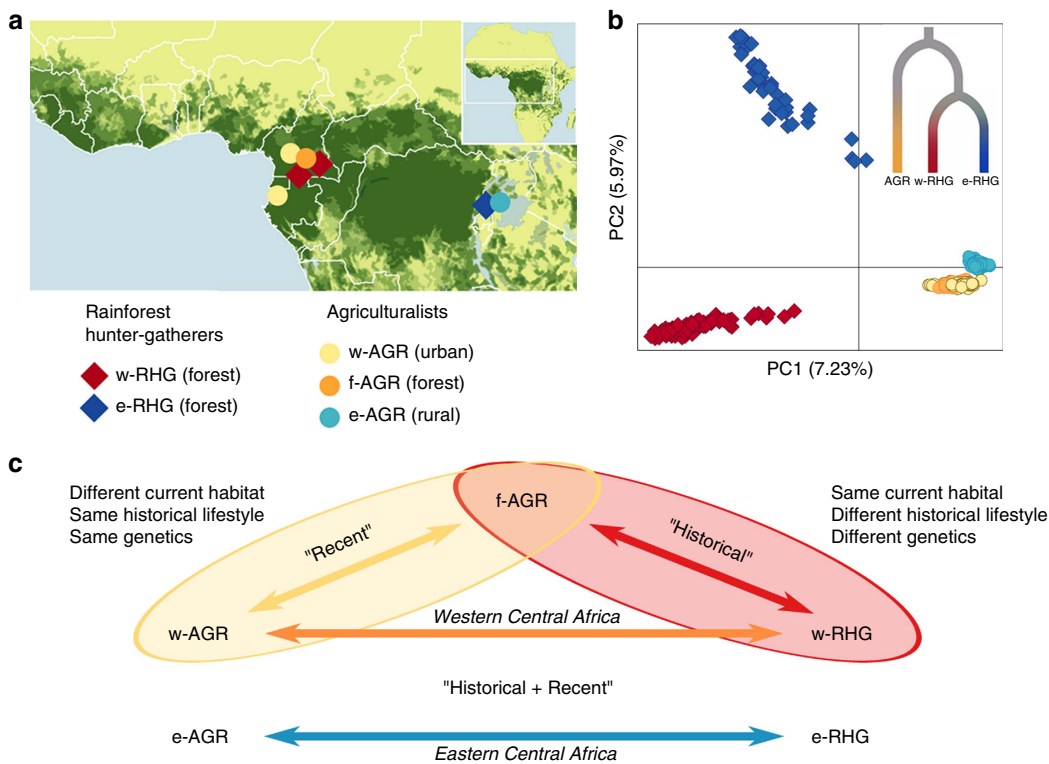 a
Rainforest
hunter-gatherers
w-RHG (forest)
e-RHG (forest)
Agriculturalists
w-AGR (urban)
f-AGR (forest)
e-AGR (rural)
b
PC2 (5.97%)
PC1 (7.23%)
AGR w-RHG e-RHG
c
Different current habitat
Same historical lifestyle
Same genetics
f-AGR
Same current habitat
Different historical lifestyle
Different genetics
"Recent"
"Historical"
w-AGR
Western Central Africa
w-RHG
"Historical + Recent"
e-AGR
Eastern Central Africa
e-RHG